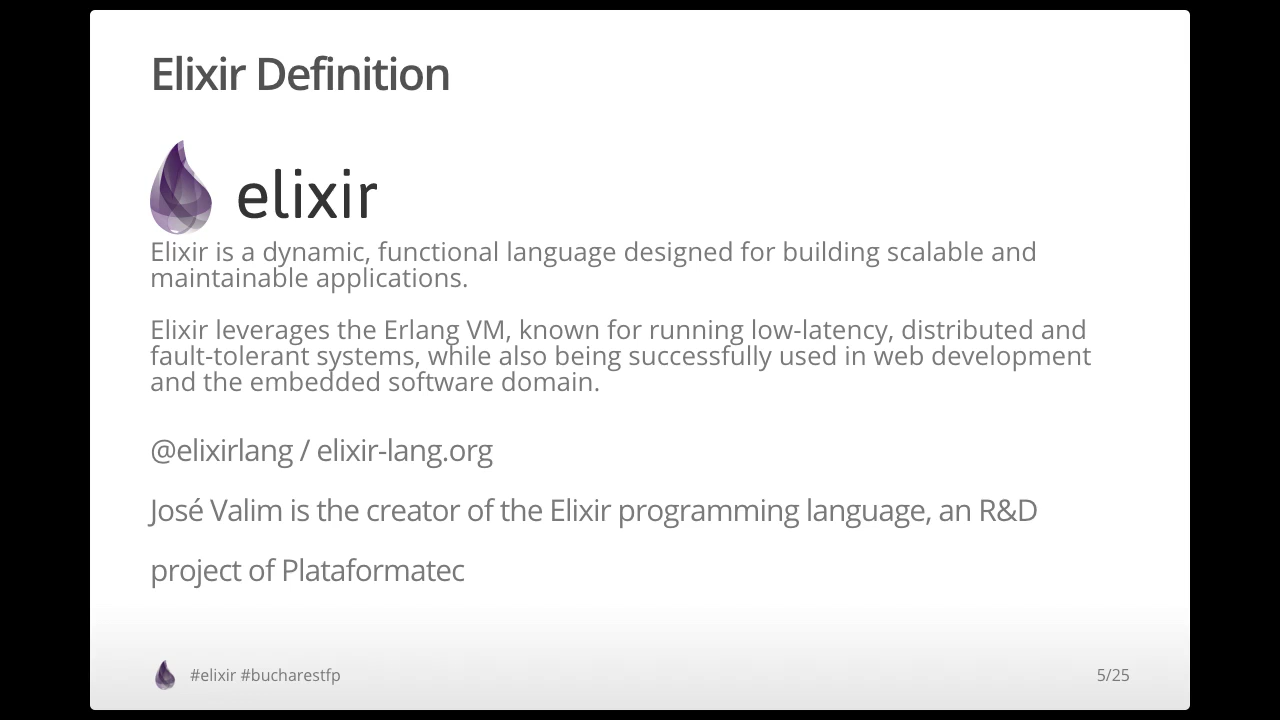 Elixir Definition
elixir
Elixir is a dynamic, functional language designed for building scalable and
maintainable applications.
Elixir leverages the Erlang VM, known for running low-latency, distributed and
fault-tolerant systems, while also being successfully used in web development
and the embedded software domain.
@elixirlang / elixir-lang.org
José Valim is the creator of the Elixir programming language, an R&D
project of Plataformatec
#elixir #bucharestfp
5/25